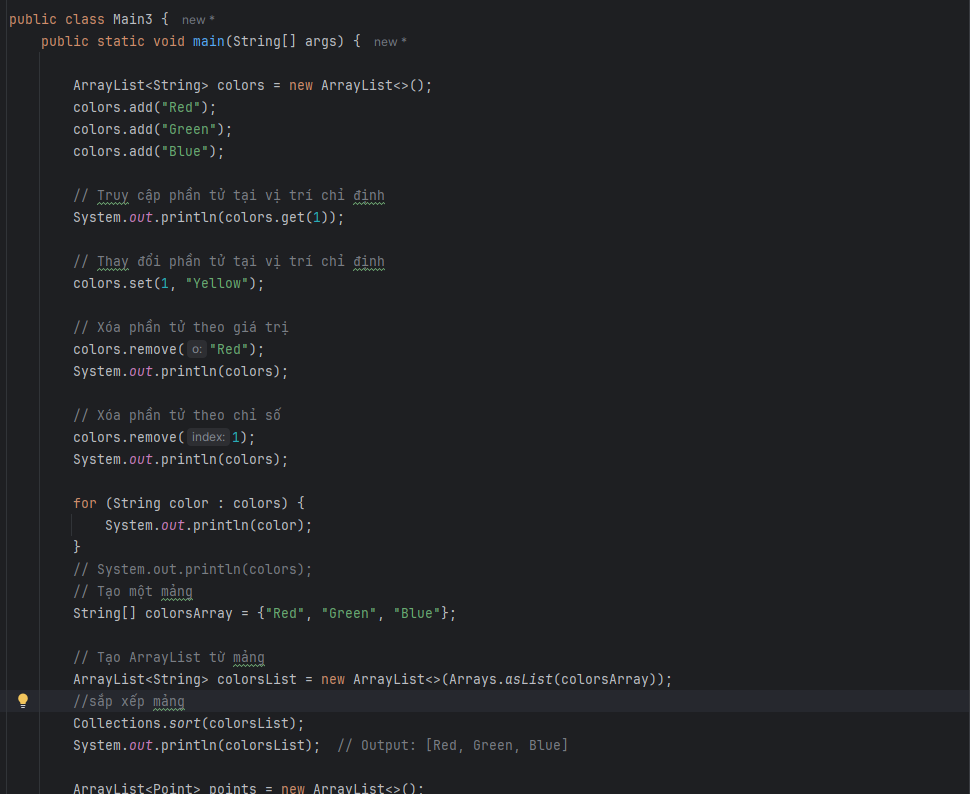 public class Main3 { new *
public static void main(String[] args) { new *
ArrayList<String> colors = new ArrayList<>();
colors.add("Red");
colors.add("Green");
colors.add("Blue");
// Truy cập phần tử tại vị trí chỉ định
System.out.println(colors.get(1));
// Thay đổi phần tử tại vị trí chỉ định
colors.set(1, "Yellow");
// Xóa phần tử theo giá trị
colors.remove( o: "Red");
System.out.println(colors);
// Xóa phần tử theo chỉ số
colors.remove( index: 1);
System.out.println(colors);
for (String color : colors) {
System.out.println(color);
}
// System.out.println(colors);
// Tạo một mảng
String[] colorsArray = {"Red", "Green", "Blue"};
// Tạo ArrayList từ mảng
ArrayList<String> colorsList = new ArrayList<>(Arrays.asList(colorsArray));
//sắp xếp mảng
Collections.sort(colorsList);
System.out.println(colorsList); // Output: [Red, Green, Blue]
ArrayList<Point> points = new ArrayList<>();